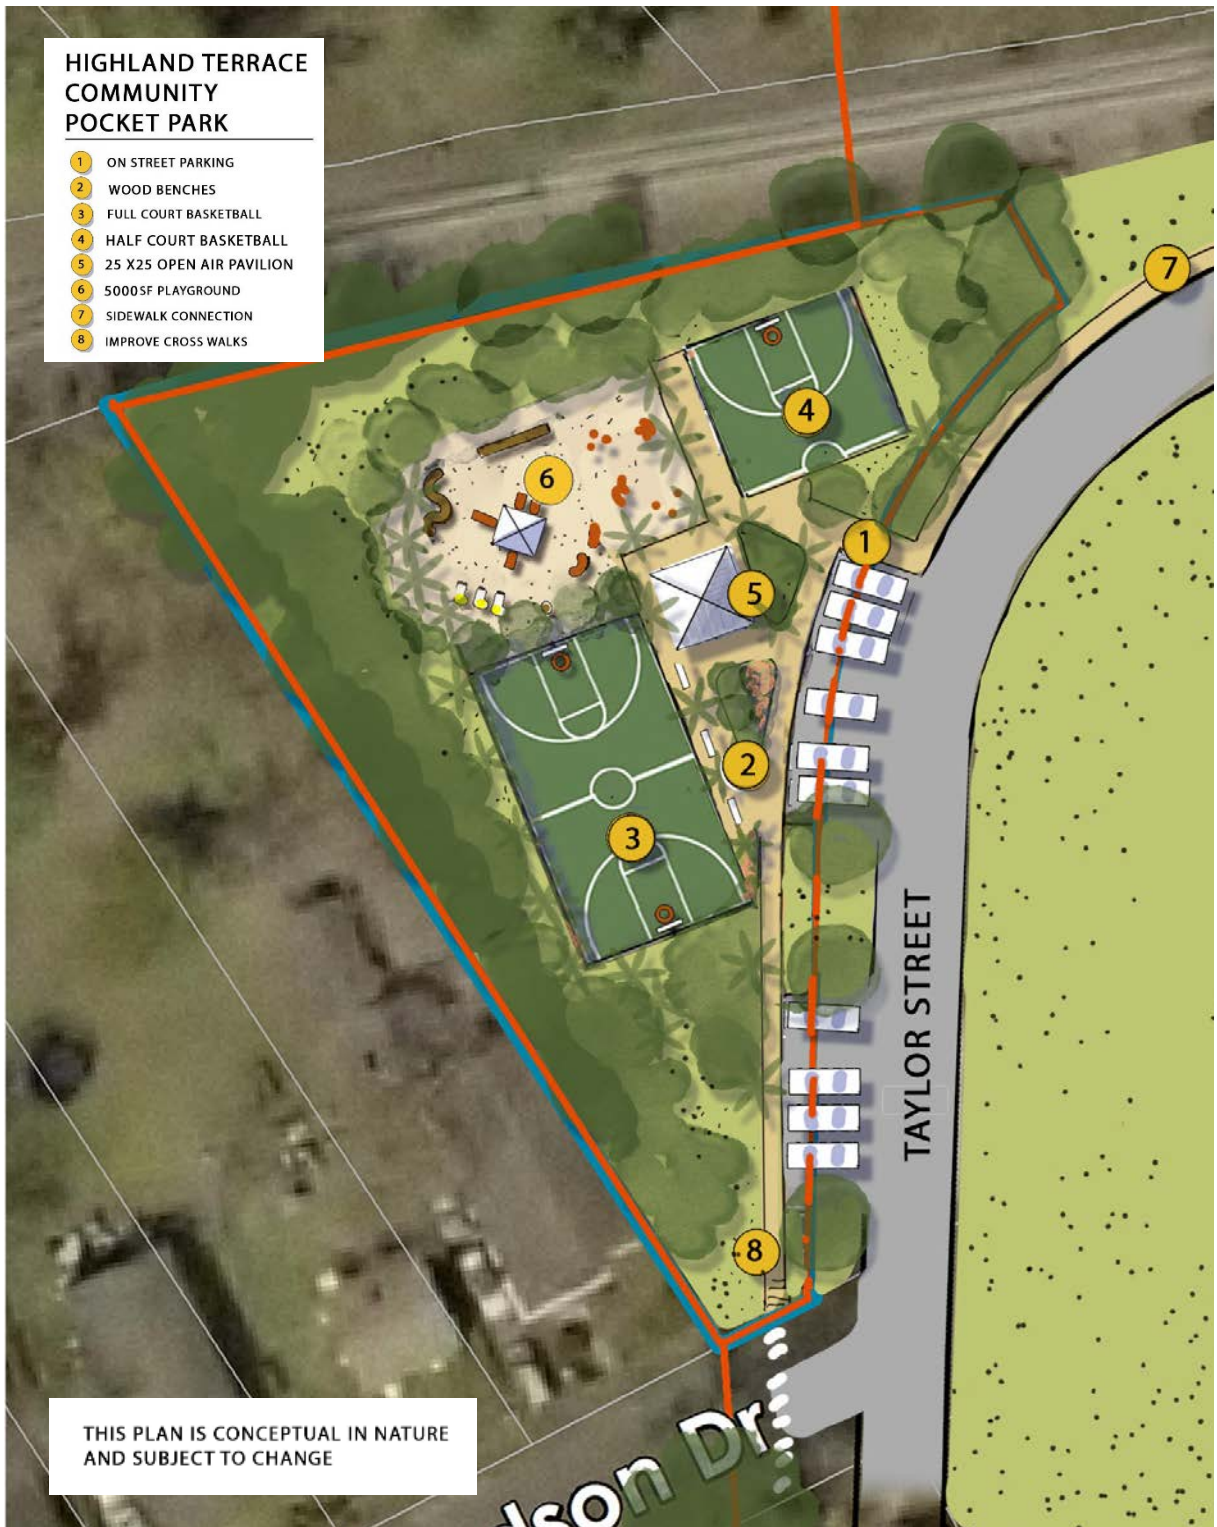 HIGHLAND TERRACE
COMMUNITY
POCKET PARK
1 ON STREET PARKING
2 WOOD BENCHES
3 FULL COURT BASKETBALL
4 HALF COURT BASKETBALL
5 25 X25 OPEN AIR PAVILION
6 5000SF PLAYGROUND
7 SIDEWALK CONNECTION
8 IMPROVE CROSS WALKS
7
4
6
1
5
2
3
TAYLOR STREET
8
THIS PLAN IS CONCEPTUAL IN NATURE
AND SUBJECT TO CHANGE
dson Dr